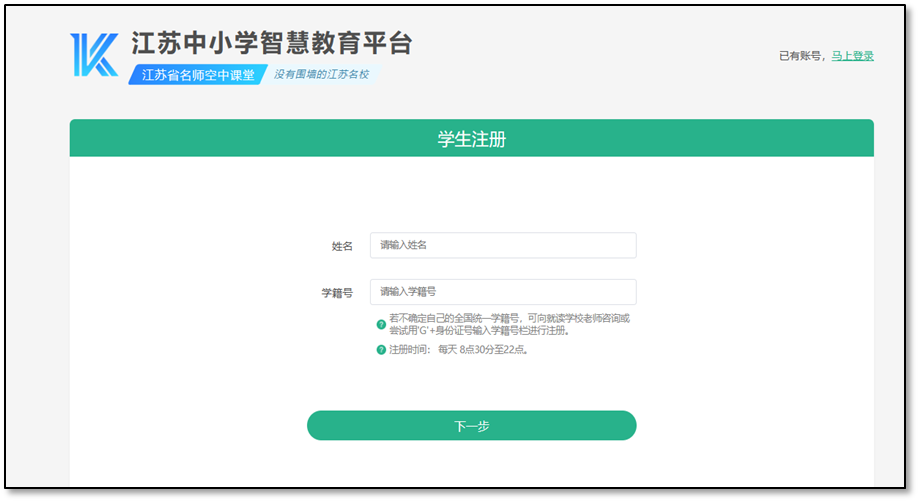 江苏中小学智慧教育平台
江苏省名师空中课堂 没有围墙的江苏名校
已有账号，马上登录
学生注册
姓名 请输入姓名
学籍号 请输入学籍号
? 若不确定自己的全国统一学籍号，可向就读学校老师咨询或
尝试用'G'+身份证号输入学籍号栏进行注册。
? 注册时间： 每天 8点30分至22点。
下一步